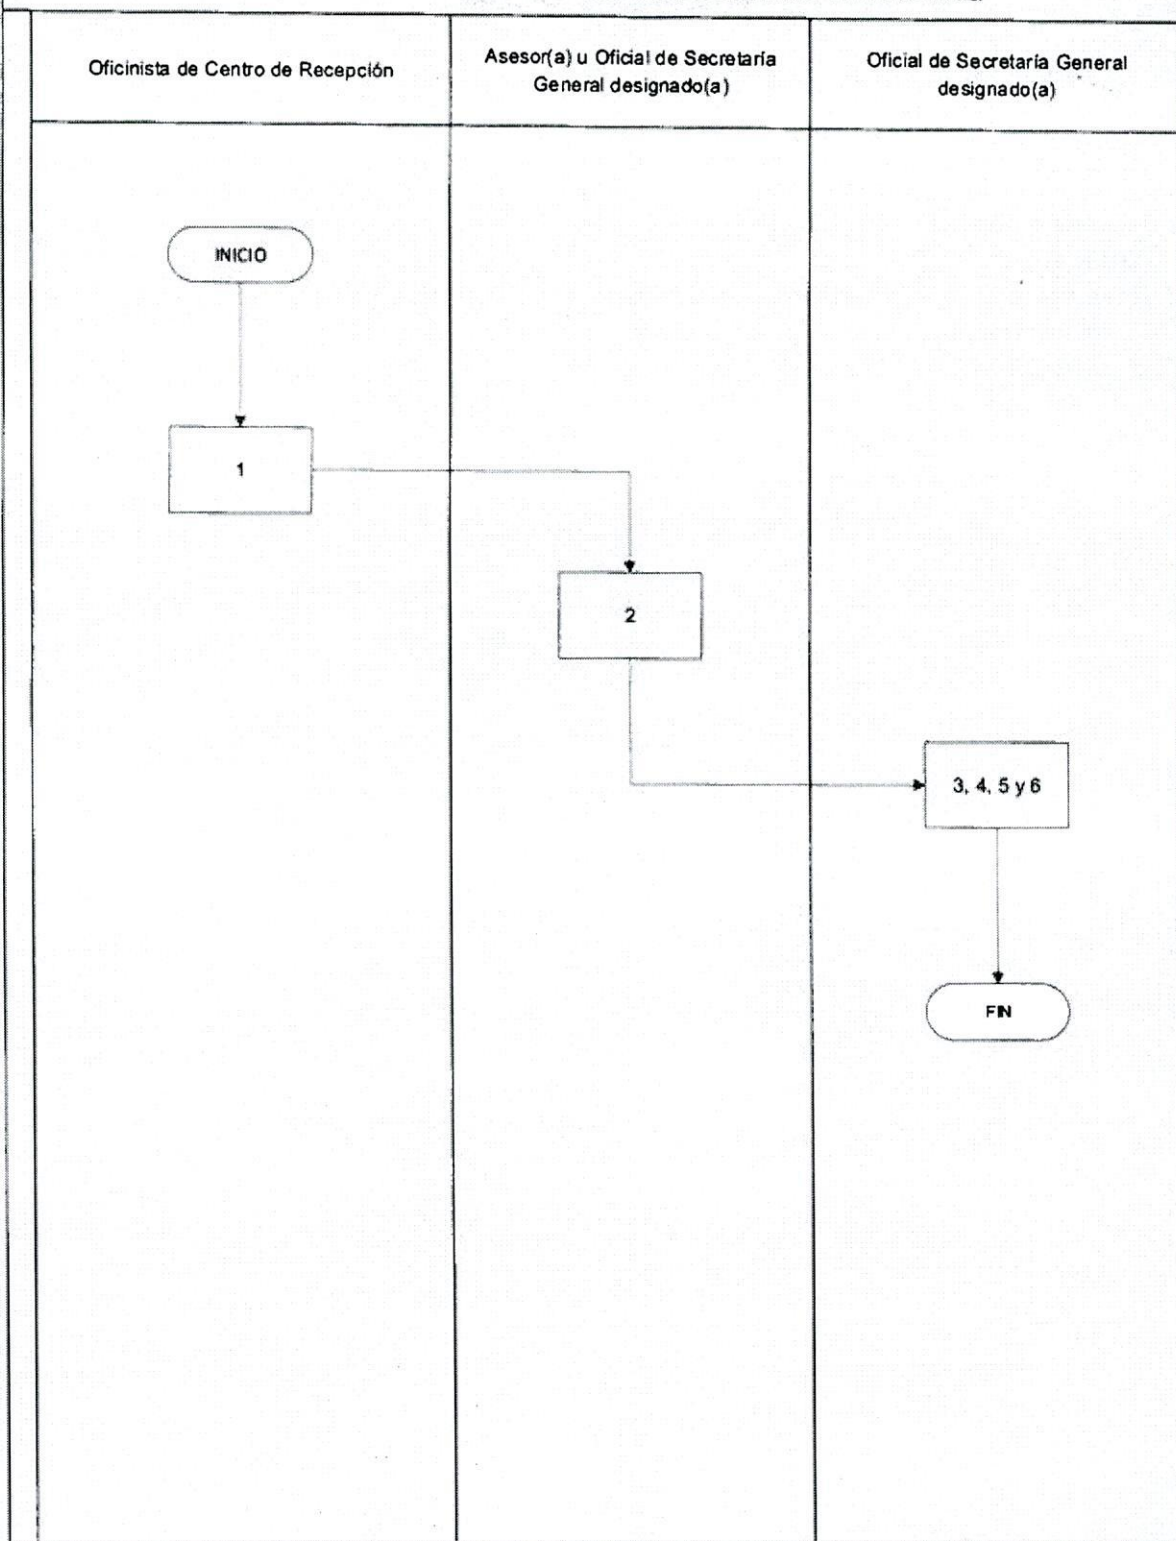 Oficinista de Centro de Recepción
Asesor(a) u Oficial de Secretaría
General designado(a)
Oficial de Secretaría General
designado(a)
INICIO
1
2
3, 4, 5 y 6
FIN